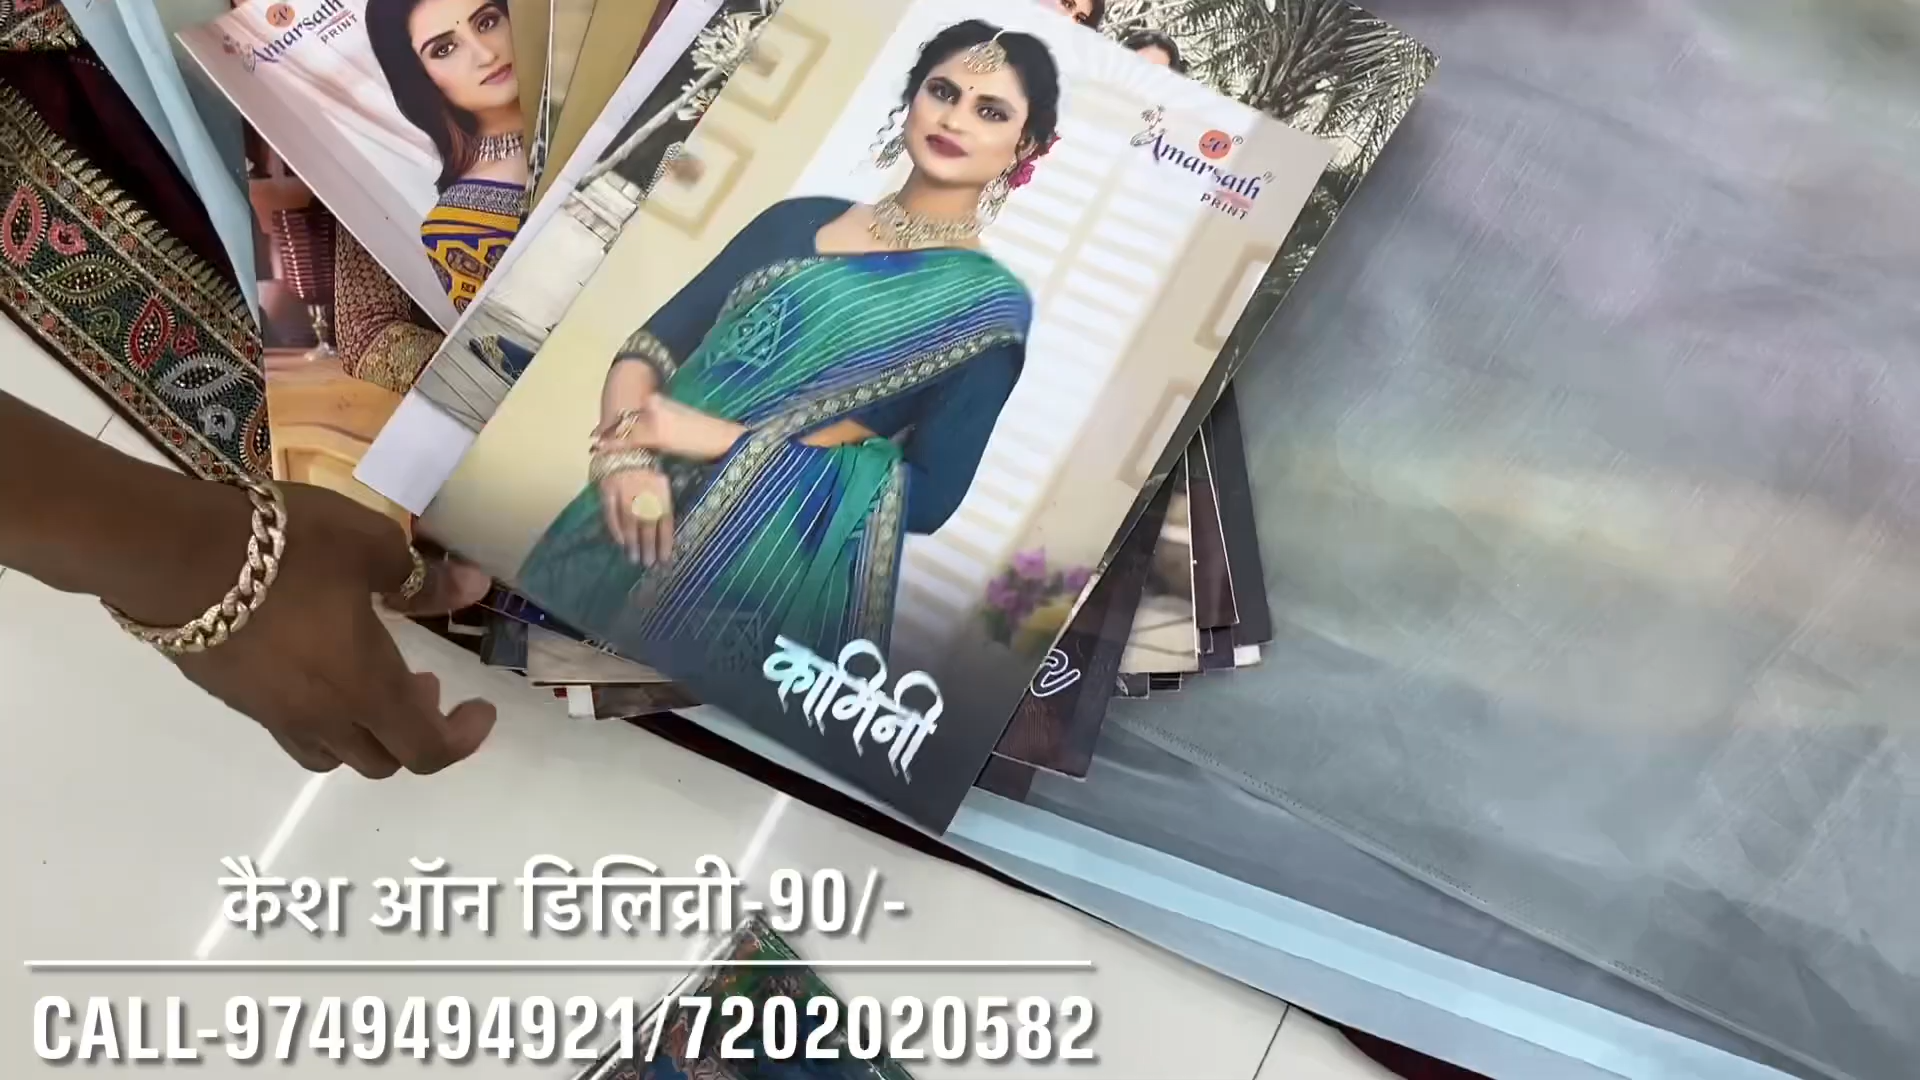 Amarsath
PRINT
Amarsath
PRINT
कामिनी
कैश ऑन डिलिव्री-90/-
CALL-9749494921/7202020582